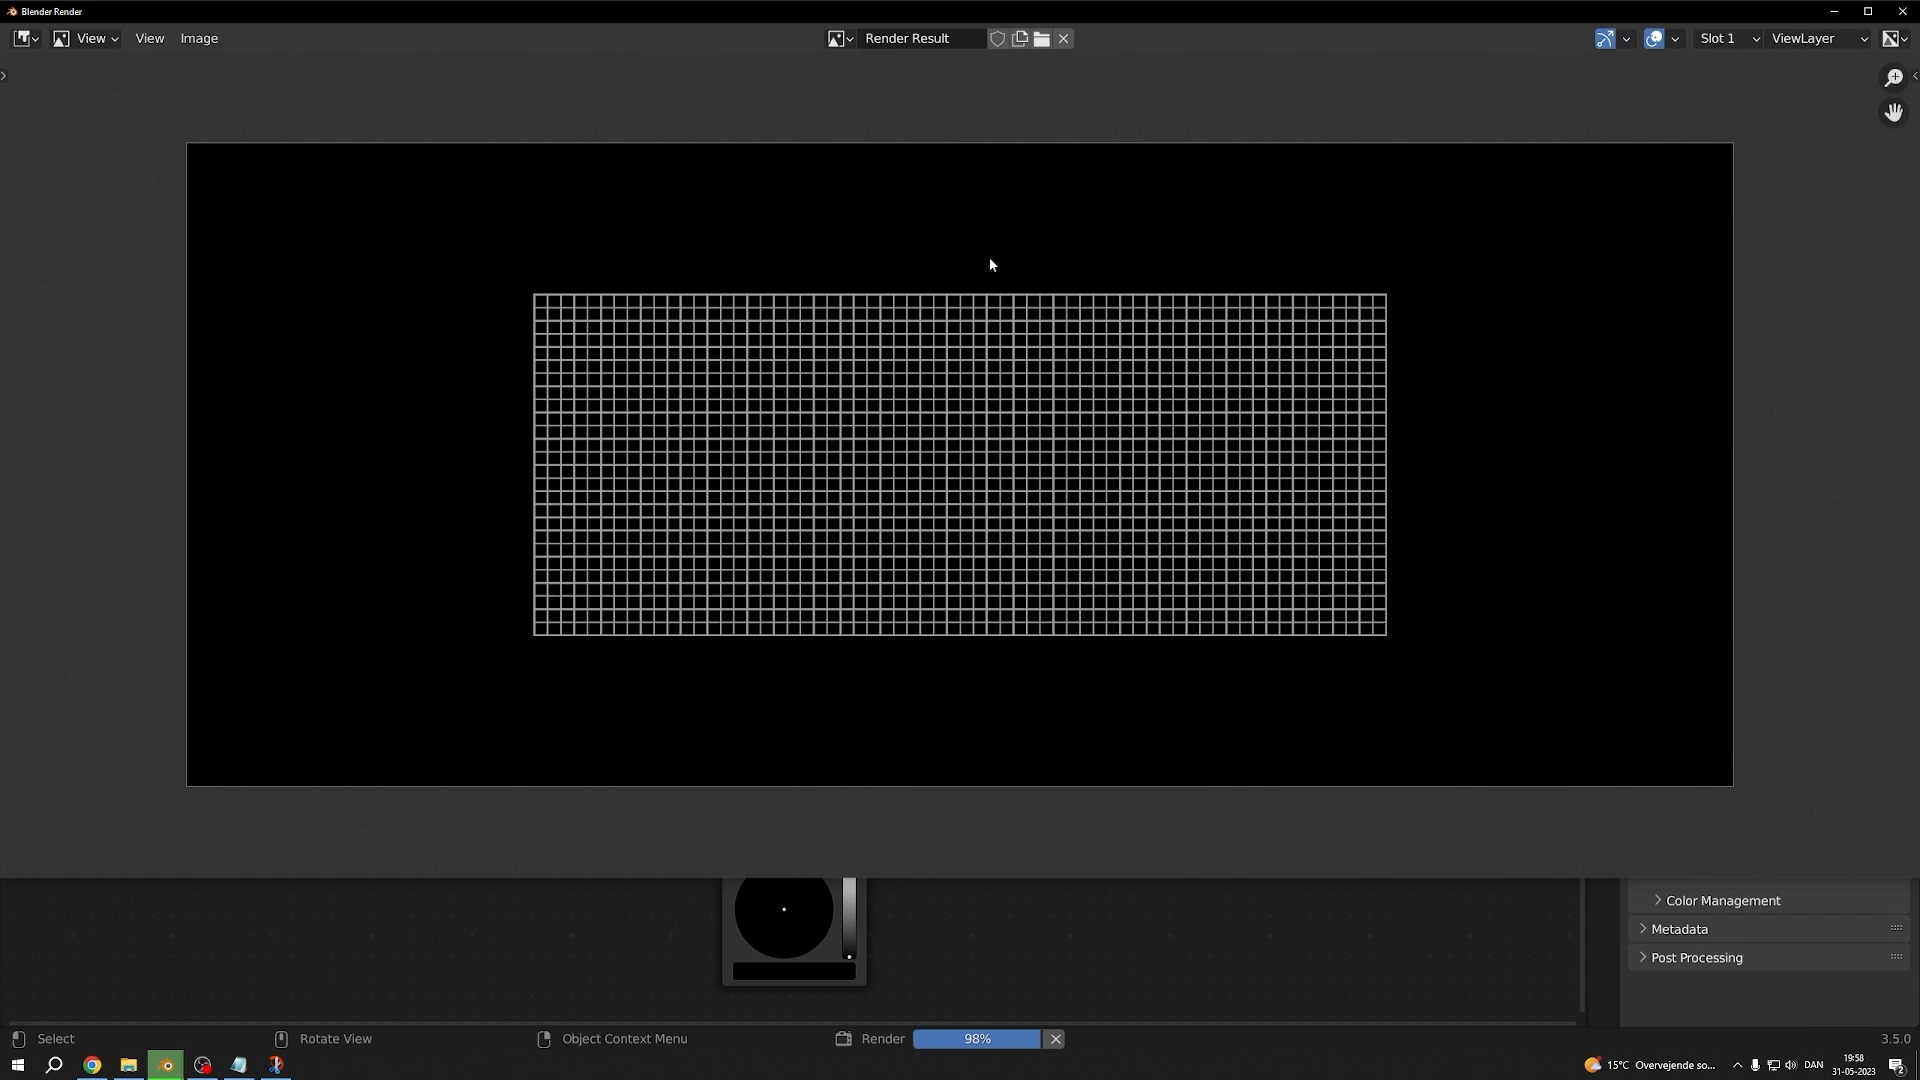 Blender Render
View
View
Image
Render Result
Slot 1
ViewLayer
Color Management
Metadata
Post Processing
Select
Rotate View
Object Context Menu
Render
98%
3.5.0
15°C Overvejende so...
DAN
19:58
31-05-2023
2